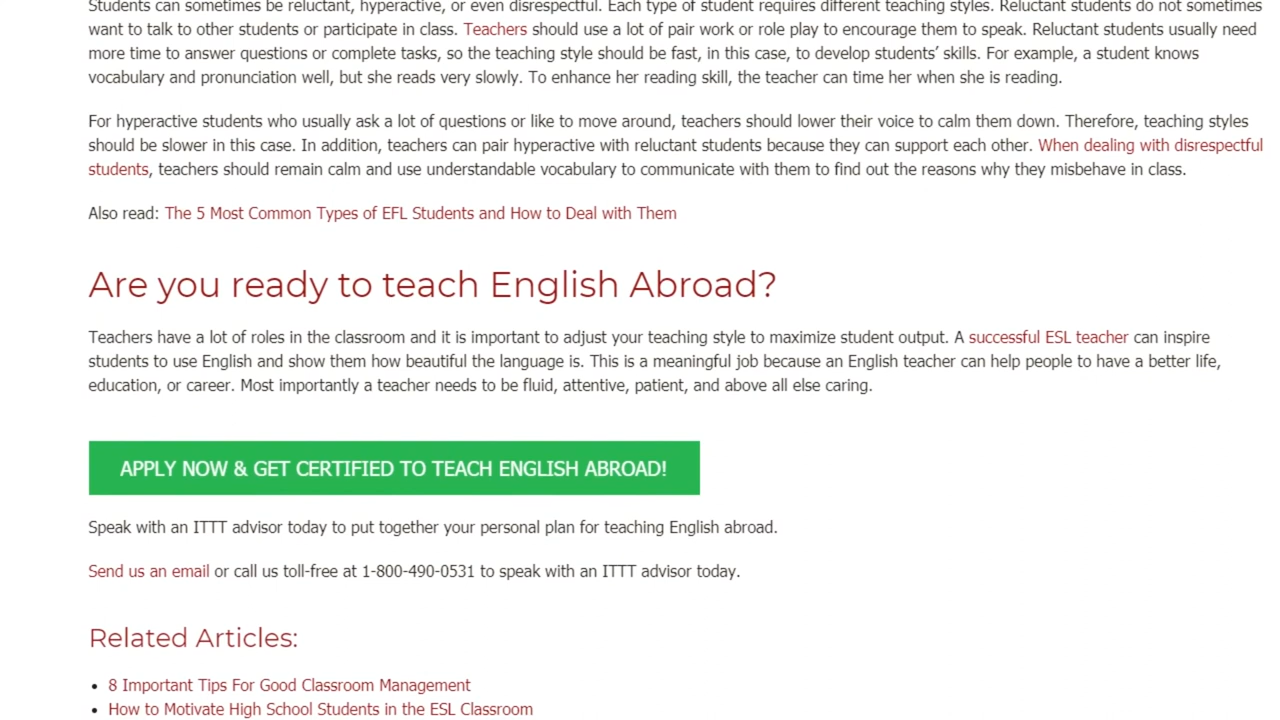 Students can sometimes be reluctant, hyperactive, or even disrespectful. Each type of student requires different teaching styles. Reluctant students do not sometimes
want to talk to other students or participate in class. Teachers should use a lot of pair work or role play to encourage them to speak. Reluctant students usually need
more time to answer questions or complete tasks, so the teaching style should be fast, in this case, to develop students’ skills. For example, a student knows
vocabulary and pronunciation well, but she reads very slowly. To enhance her reading skill, the teacher can time her when she is reading.
For hyperactive students who usually ask a lot of questions or like to move around, teachers should lower their voice to calm them down. Therefore, teaching styles
should be slower in this case. In addition, teachers can pair hyperactive with reluctant students because they can support each other. When dealing with disrespectful
students, teachers should remain calm and use understandable vocabulary to communicate with them to find out the reasons why they misbehave in class.
Also read: The 5 Most Common Types of EFL Students and How to Deal with Them
Are you ready to teach English Abroad?
Teachers have a lot of roles in the classroom and it is important to adjust your teaching style to maximize student output. A successful ESL teacher can inspire
students to use English and show them how beautiful the language is. This is a meaningful job because an English teacher can help people to have a better life,
education, or career. Most importantly a teacher needs to be fluid, attentive, patient, and above all else caring.
APPLY NOW & GET CERTIFIED TO TEACH ENGLISH ABROAD!
Speak with an ITTT advisor today to put together your personal plan for teaching English abroad.
Send us an email or call us toll-free at 1-800-490-0531 to speak with an ITTT advisor today.
Related Articles:
• 8 Important Tips For Good Classroom Management
• How to Motivate High School Students in the ESL Classroom